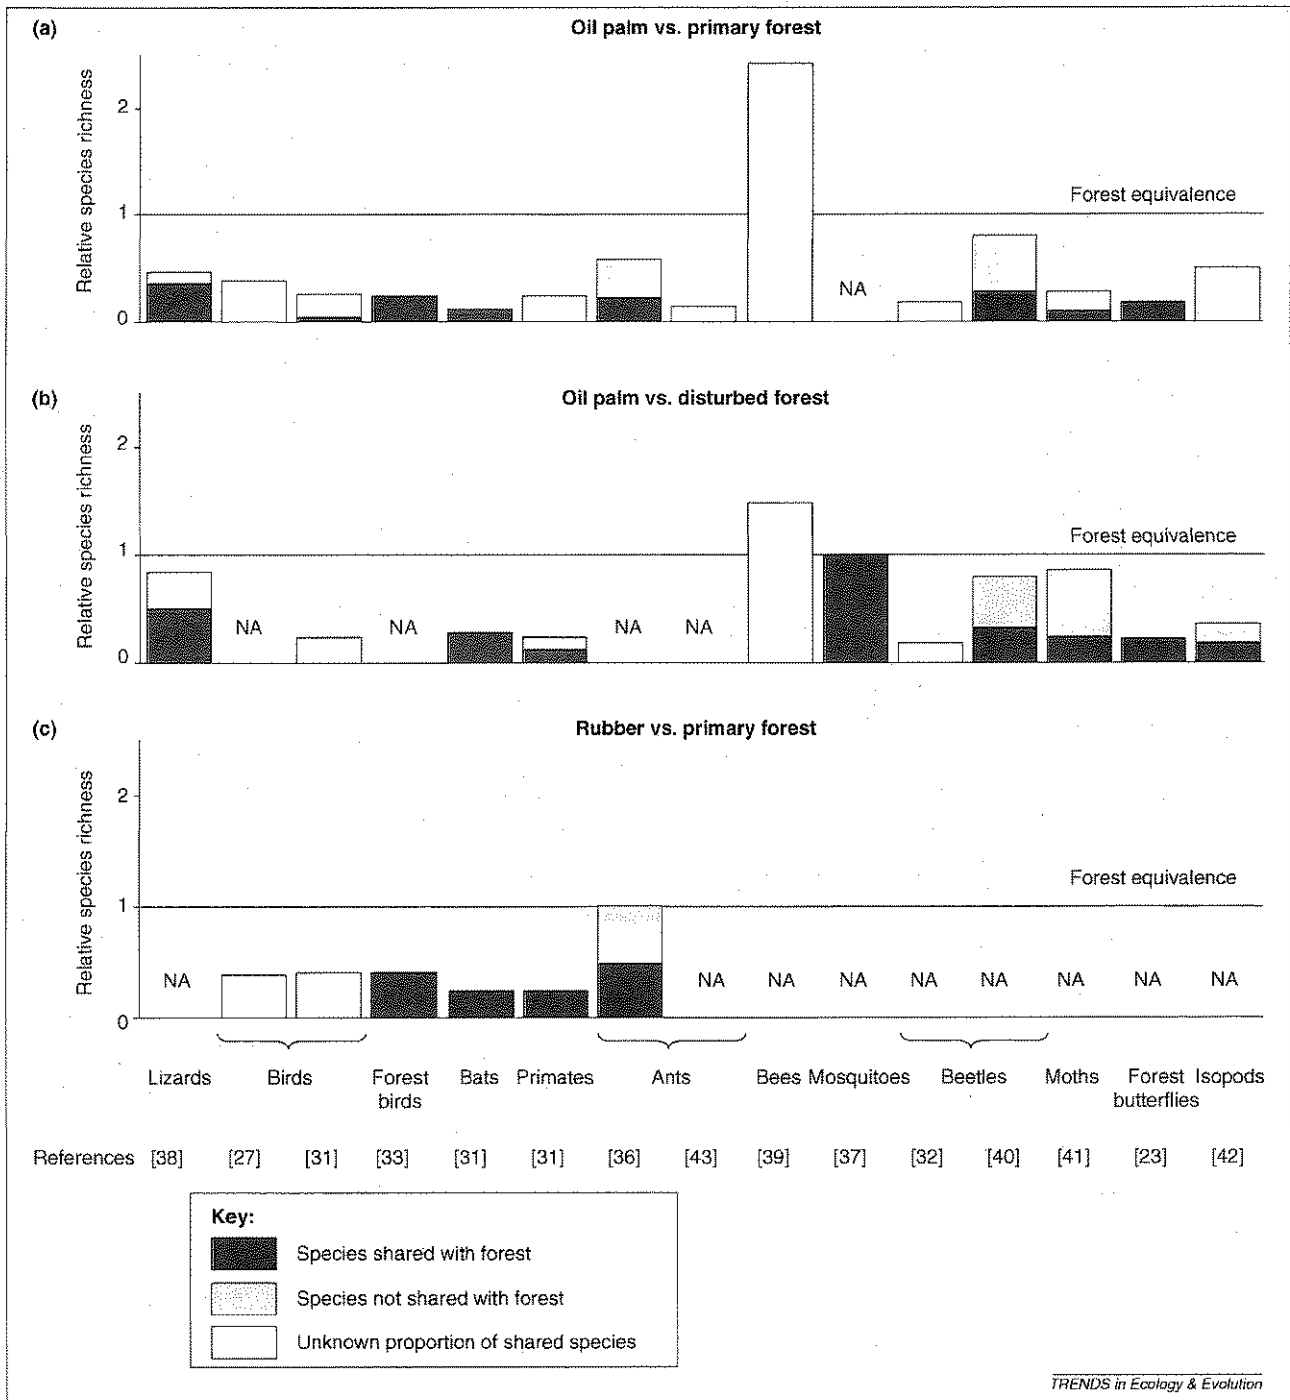 (a) Oil palm vs. primary forest
Relative species richness
2
1
0
Forest equivalence
NA
(b) Oil palm vs. disturbed forest
Relative species richness
2
1
0
Forest equivalence
NA NA NA NA
(c) Rubber vs. primary forest
Relative species richness
2
1
0
Forest equivalence
NA NA NA NA NA NA NA NA NA
Lizards Birds Forest birds Bats Primates Ants Bees Mosquitoes Beetles Moths Forest butterflies Isopods
References [38] [27] [31] [33] [31] [31] [36] [43] [39] [37] [32] [40] [41] [23] [42]
Key:
Species shared with forest
Species not shared with forest
Unknown proportion of shared species
TRENDS in Ecology & Evolution